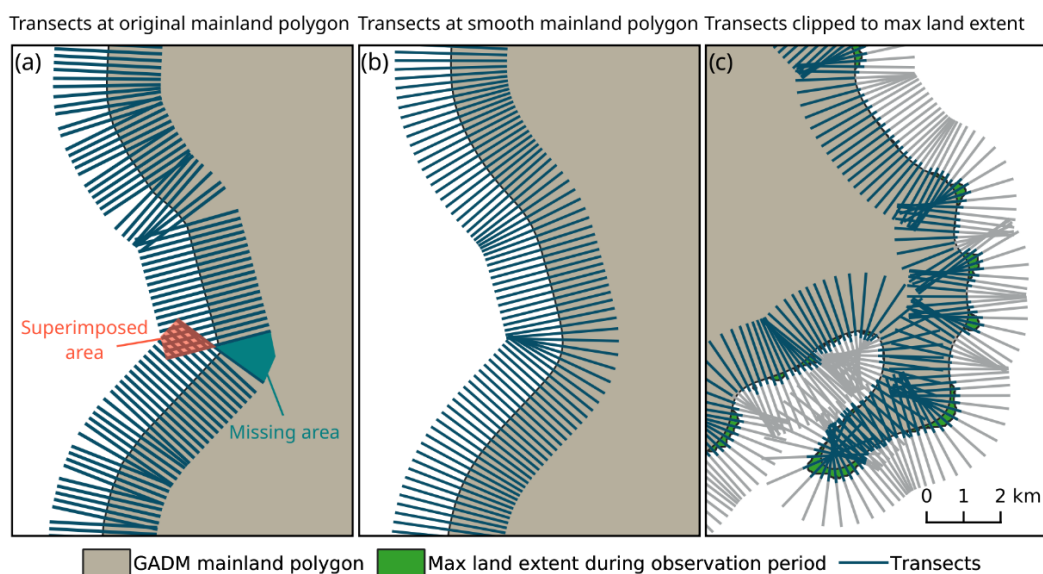 Transects at original mainland polygon
Transects at smooth mainland polygon
Transects clipped to max land extent
(a)
(b)
(c)
Superimposed
area
Missing area
0 1 2 km
GADM mainland polygon
Max land extent during observation period
Transects